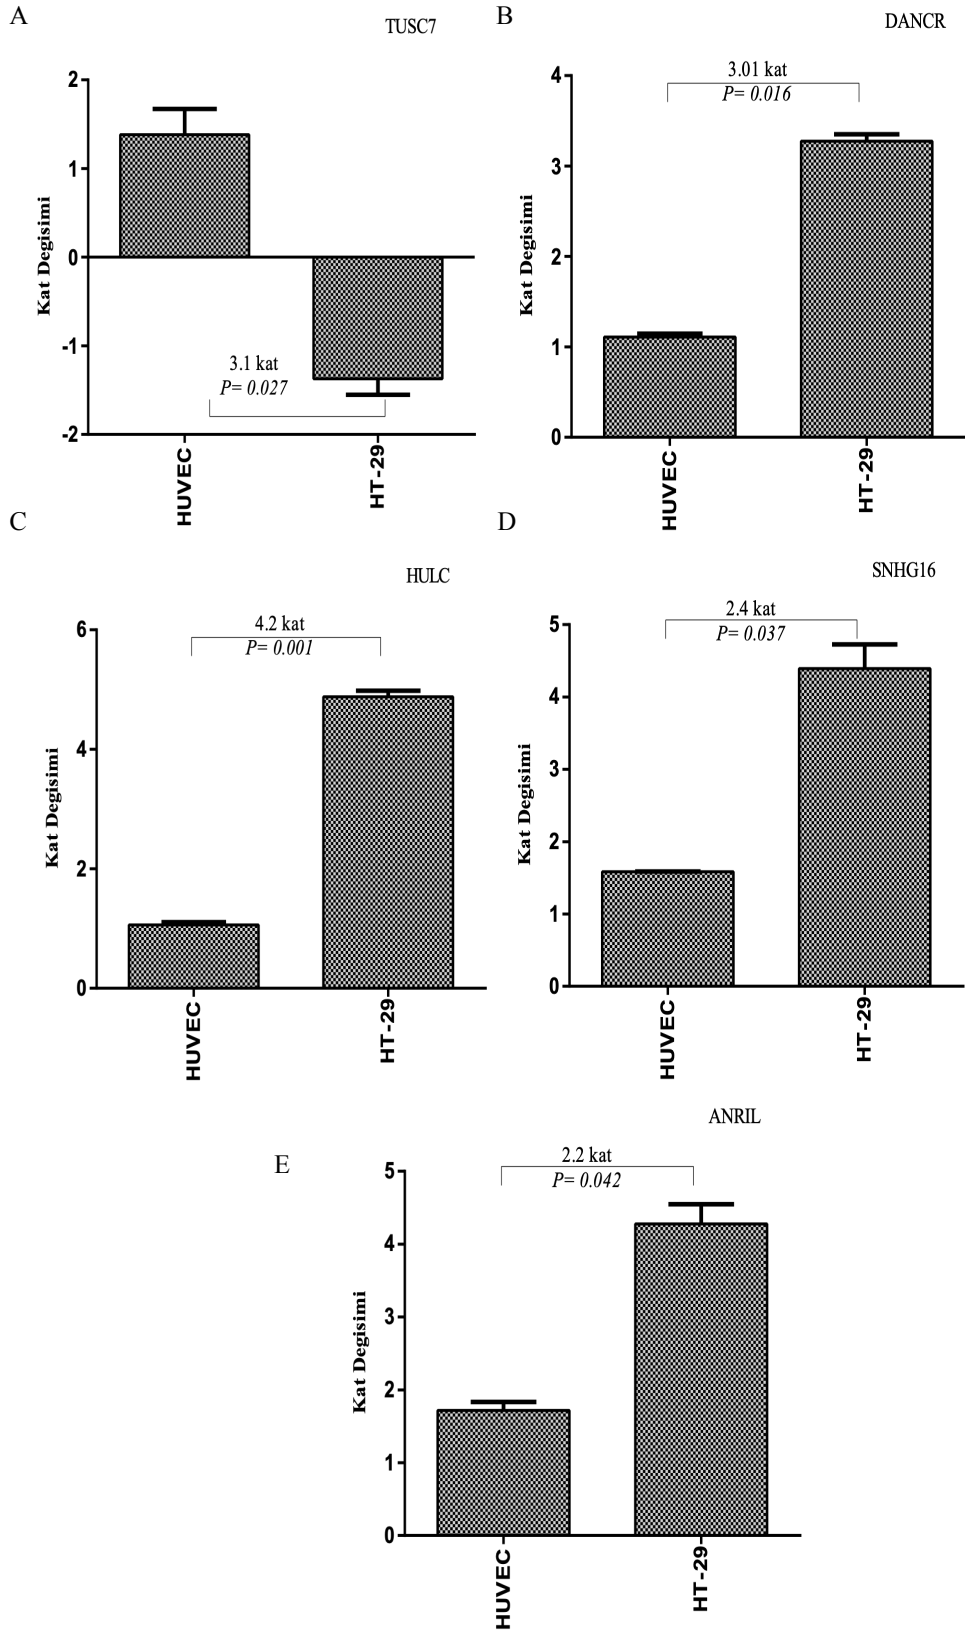 A
TUSC7
2
1
0
-1
-2
Kat Degisimi
3.1 kat
P= 0.027
HUVEC
HT-29
B
DANCR
4
3
2
1
0
Kat Degisimi
3.01 kat
P= 0.016
HUVEC
HT-29
C
HULC
6
4
2
0
Kat Degisimi
4.2 kat
P= 0.001
HUVEC
HT-29
D
SNHG16
5
4
3
2
1
0
Kat Degisimi
2.4 kat
P= 0.037
HUVEC
HT-29
E
ANRIL
5
4
3
2
1
0
Kat Degisimi
2.2 kat
P= 0.042
HUVEC
HT-29